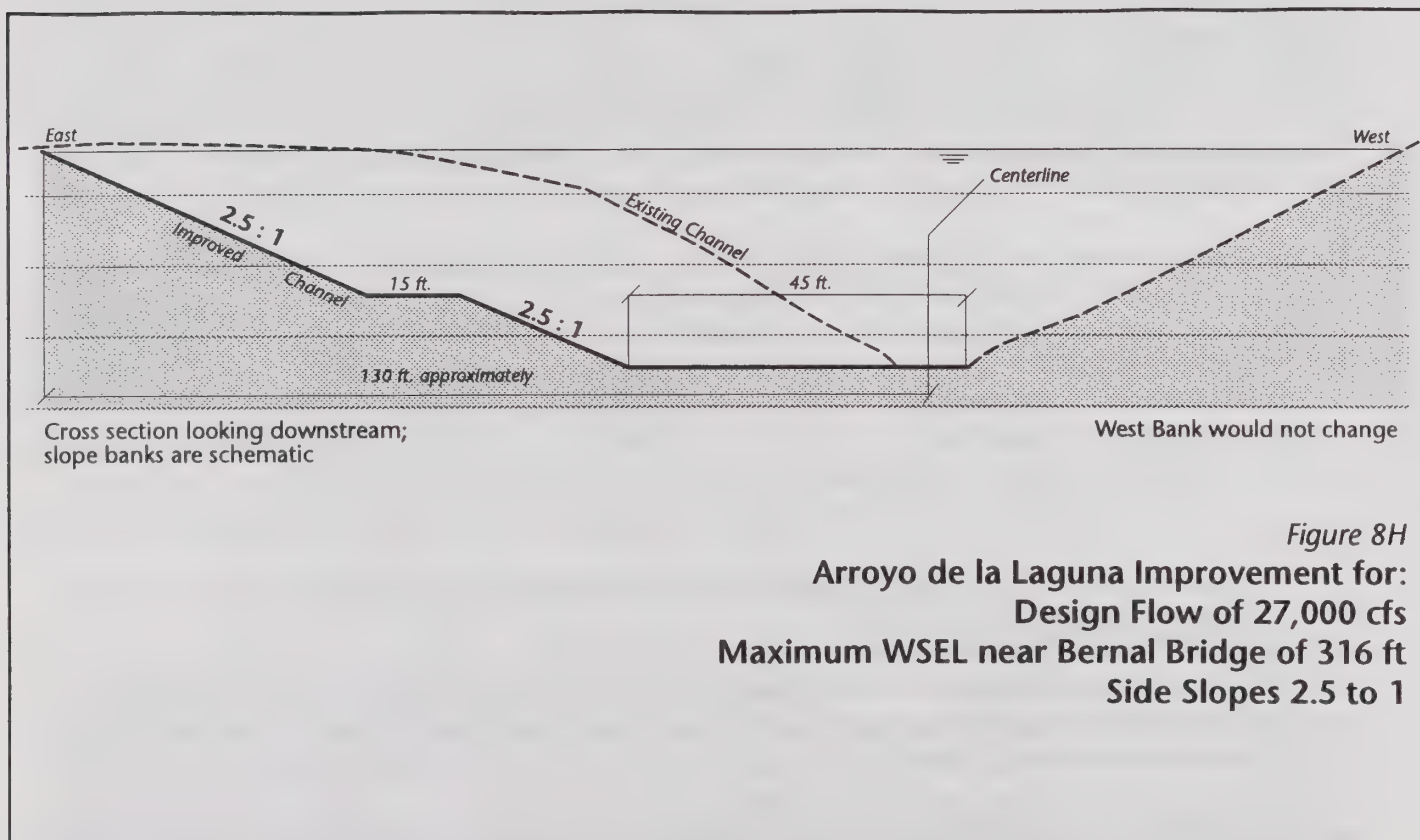 East
West
Centerline
Existing Channel
2.5 : 1
Improved Channel
15 ft.
45 ft.
2.5 : 1
130 ft. approximately
Cross section looking downstream;
slope banks are schematic
West Bank would not change
Figure 8H
Arroyo de la Laguna Improvement for:
Design Flow of 27,000 cfs
Maximum WSEL near Bernal Bridge of 316 ft
Side Slopes 2.5 to 1